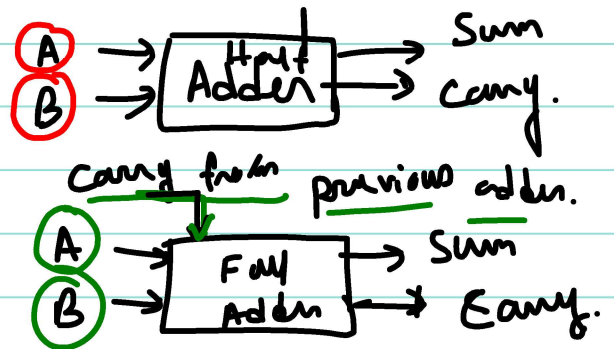 A Half Sum
B Adder Carry.
Carry from previous adder.
A Full Sum
B Adder Carry.